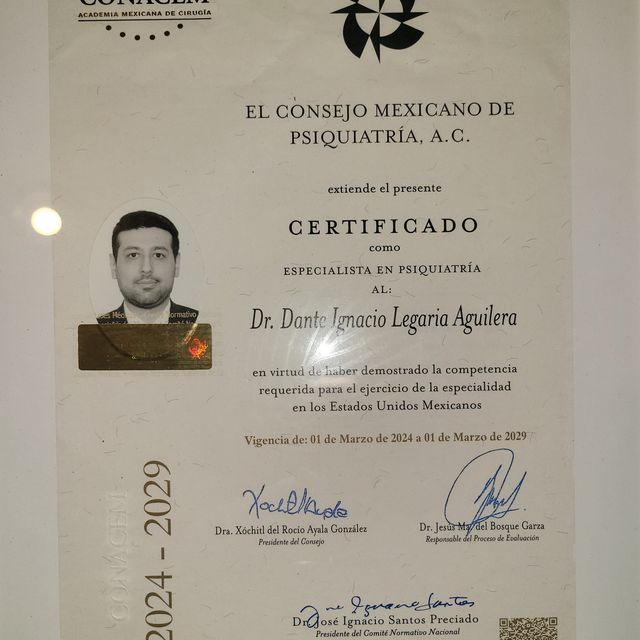 CONACEM
ACADEMIA MEXICANA DE CIRUGÍA
EL CONSEJO MEXICANO DE
PSIQUIATRÍA, A.C.
extiende el presente
CERTIFICADO
como
ESPECIALISTA EN PSIQUIATRÍA
AL:
Dr. Dante Ignacio Legaria Aguilera
en virtud de haber demostrado la competencia
requerida para el ejercicio de la especialidad
en los Estados Unidos Mexicanos
Vigencia de: 01 de Marzo de 2024 a 01 de Marzo de 2029
CONACEM
2024 - 2029
Dra. Xóchitl del Rocío Ayala González
Presidente del Consejo
Dr. Jesús Ma. del Bosque Garza
Responsable del Proceso de Evaluación
Dr. José Ignacio Santos Preciado
Presidente del Comité Normativo Nacional